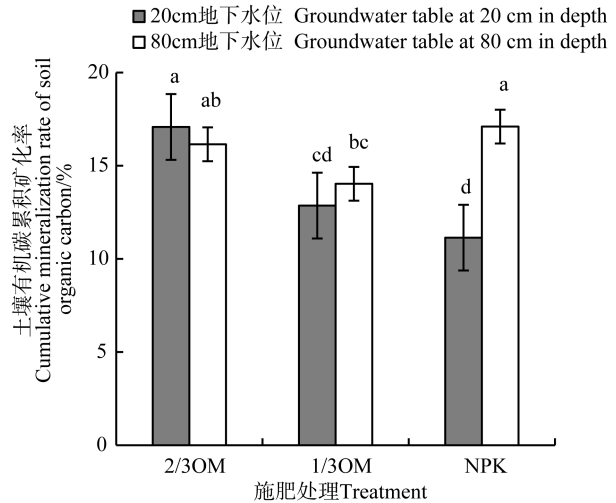 20cm地下水位 Groundwater table at 20 cm in depth
80cm地下水位 Groundwater table at 80 cm in depth
土壤有机碳累积矿化率
Cumulative mineralization rate of soil
organic carbon/%
20
15
10
5
0
a
ab
cd
bc
d
a
2/3OM
1/3OM
NPK
施肥处理Treatment